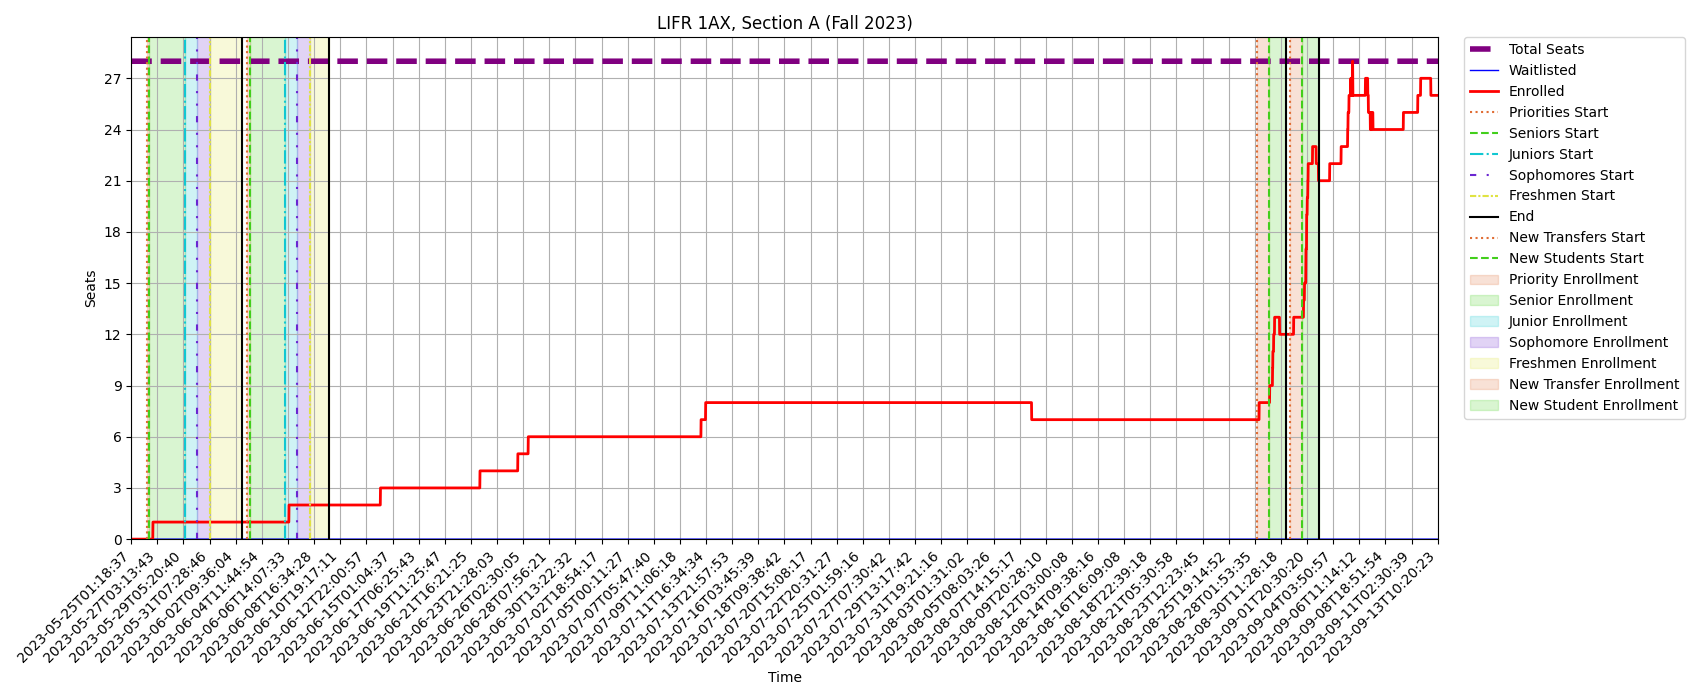 LIFR 1AX, Section A (Fall 2023)
Seats
27
24
21
18
15
12
9
6
3
0
2023-05-25T01:18:37
2023-05-27T03:13:43
2023-05-29T05:20:40
2023-05-31T07:28:46
2023-06-02T09:36:04
2023-06-04T11:44:54
2023-06-06T14:07:33
2023-06-08T16:34:28
2023-06-10T19:17:11
2023-06-12T22:00:57
2023-06-15T01:04:37
2023-06-17T06:25:43
2023-06-19T11:25:47
2023-06-21T16:21:25
2023-06-23T21:28:03
2023-06-26T02:30:05
2023-06-28T07:56:21
2023-06-30T13:22:32
2023-07-02T18:54:17
2023-07-05T00:11:27
2023-07-07T05:47:40
2023-07-09T11:06:18
2023-07-11T16:34:34
2023-07-13T21:57:53
2023-07-16T03:45:39
2023-07-18T09:38:42
2023-07-20T15:08:17
2023-07-22T20:31:27
2023-07-25T01:59:16
2023-07-27T07:30:42
2023-07-29T13:17:42
2023-07-31T19:21:16
2023-08-03T01:31:02
2023-08-05T08:03:26
2023-08-07T14:15:17
2023-08-09T20:28:10
2023-08-12T03:00:08
2023-08-14T09:38:16
2023-08-16T16:09:08
2023-08-18T22:39:18
2023-08-21T05:30:58
2023-08-23T12:23:45
2023-08-25T19:14:52
2023-08-28T01:53:35
2023-08-30T11:28:18
2023-09-01T20:30:20
2023-09-04T03:50:57
2023-09-06T11:14:12
2023-09-08T18:51:54
2023-09-11T02:30:39
2023-09-13T10:20:23
Time
Total Seats
Waitlisted
Enrolled
Priorities Start
Seniors Start
Juniors Start
Sophomores Start
Freshmen Start
End
New Transfers Start
New Students Start
Priority Enrollment
Senior Enrollment
Junior Enrollment
Sophomore Enrollment
Freshmen Enrollment
New Transfer Enrollment
New Student Enrollment